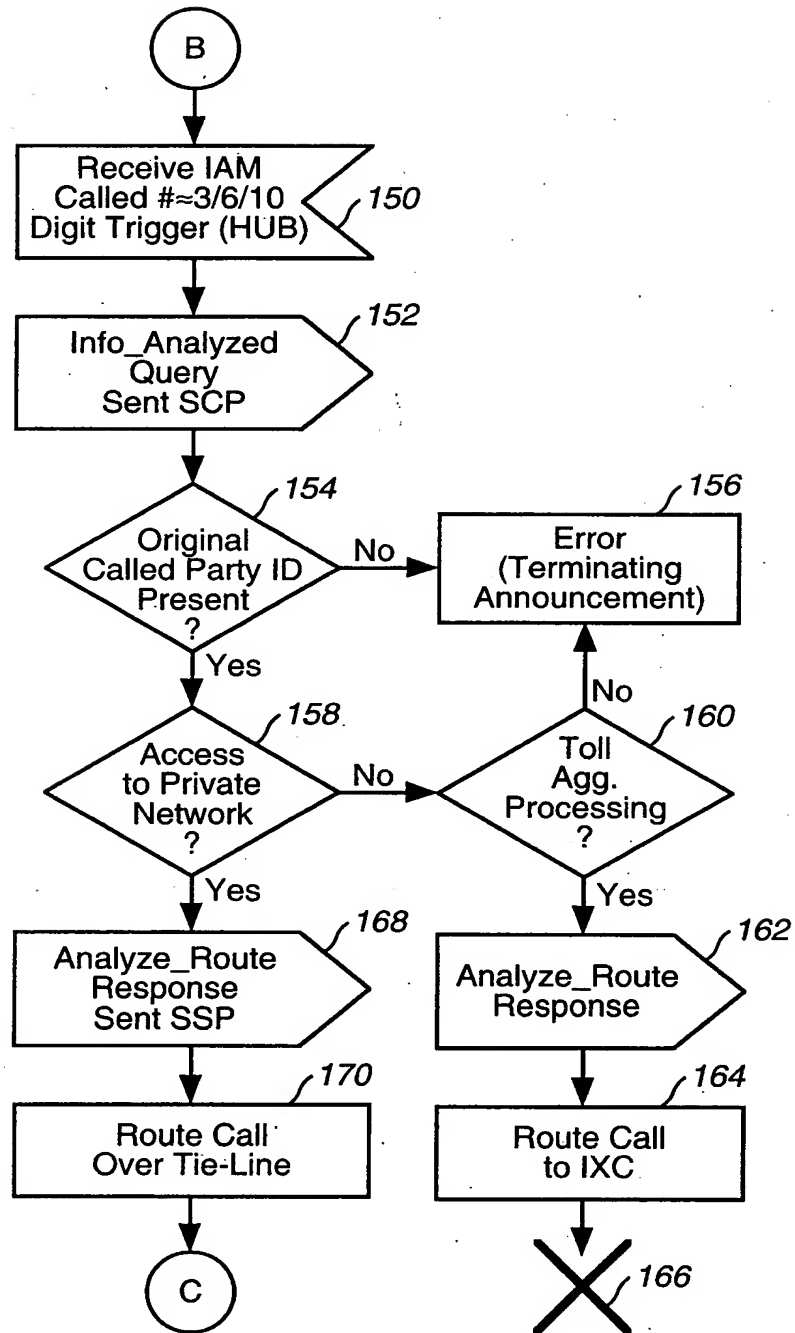 B
Receive IAM
Called #≈3/6/10
Digit Trigger (HUB)
150
Info_Analyzed
Query
Sent SCP
152
Original
Called Party ID
Present
?
154
No
Yes
Error
(Terminating
Announcement)
156
Access
to Private
Network
?
158
No
Yes
Toll
Agg.
Processing
?
160
No
Yes
Analyze_Route
Response
Sent SSP
168
Analyze_Route
Response
162
Route Call
Over Tie-Line
170
Route Call
to IXC
164
C
166